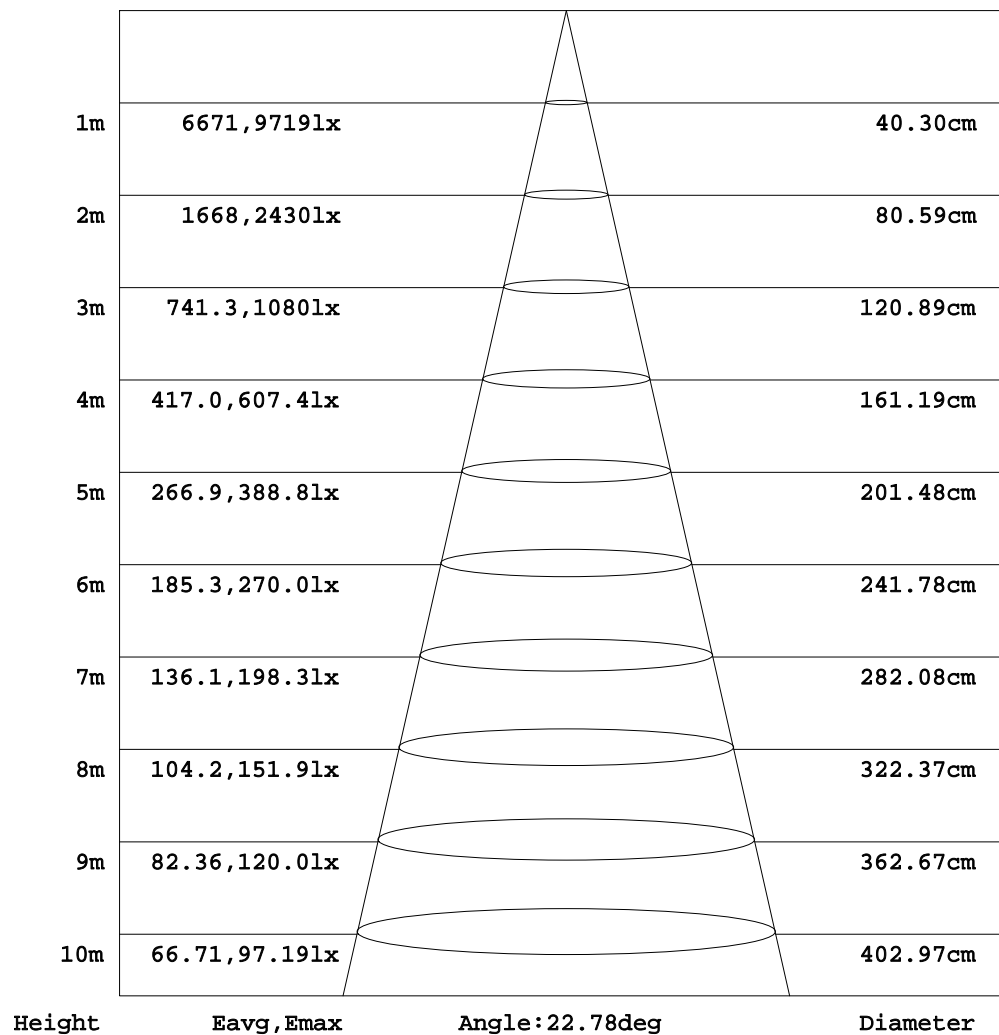 1m 6671,9719lx 40.30cm
2m 1668,2430lx 80.59cm
3m 741.3,1080lx 120.89cm
4m 417.0,607.4lx 161.19cm
5m 266.9,388.8lx 201.48cm
6m 185.3,270.0lx 241.78cm
7m 136.1,198.3lx 282.08cm
8m 104.2,151.9lx 322.37cm
9m 82.36,120.0lx 362.67cm
10m 66.71,97.19lx 402.97cm
Height Eavg,Emax Angle:22.78deg Diameter